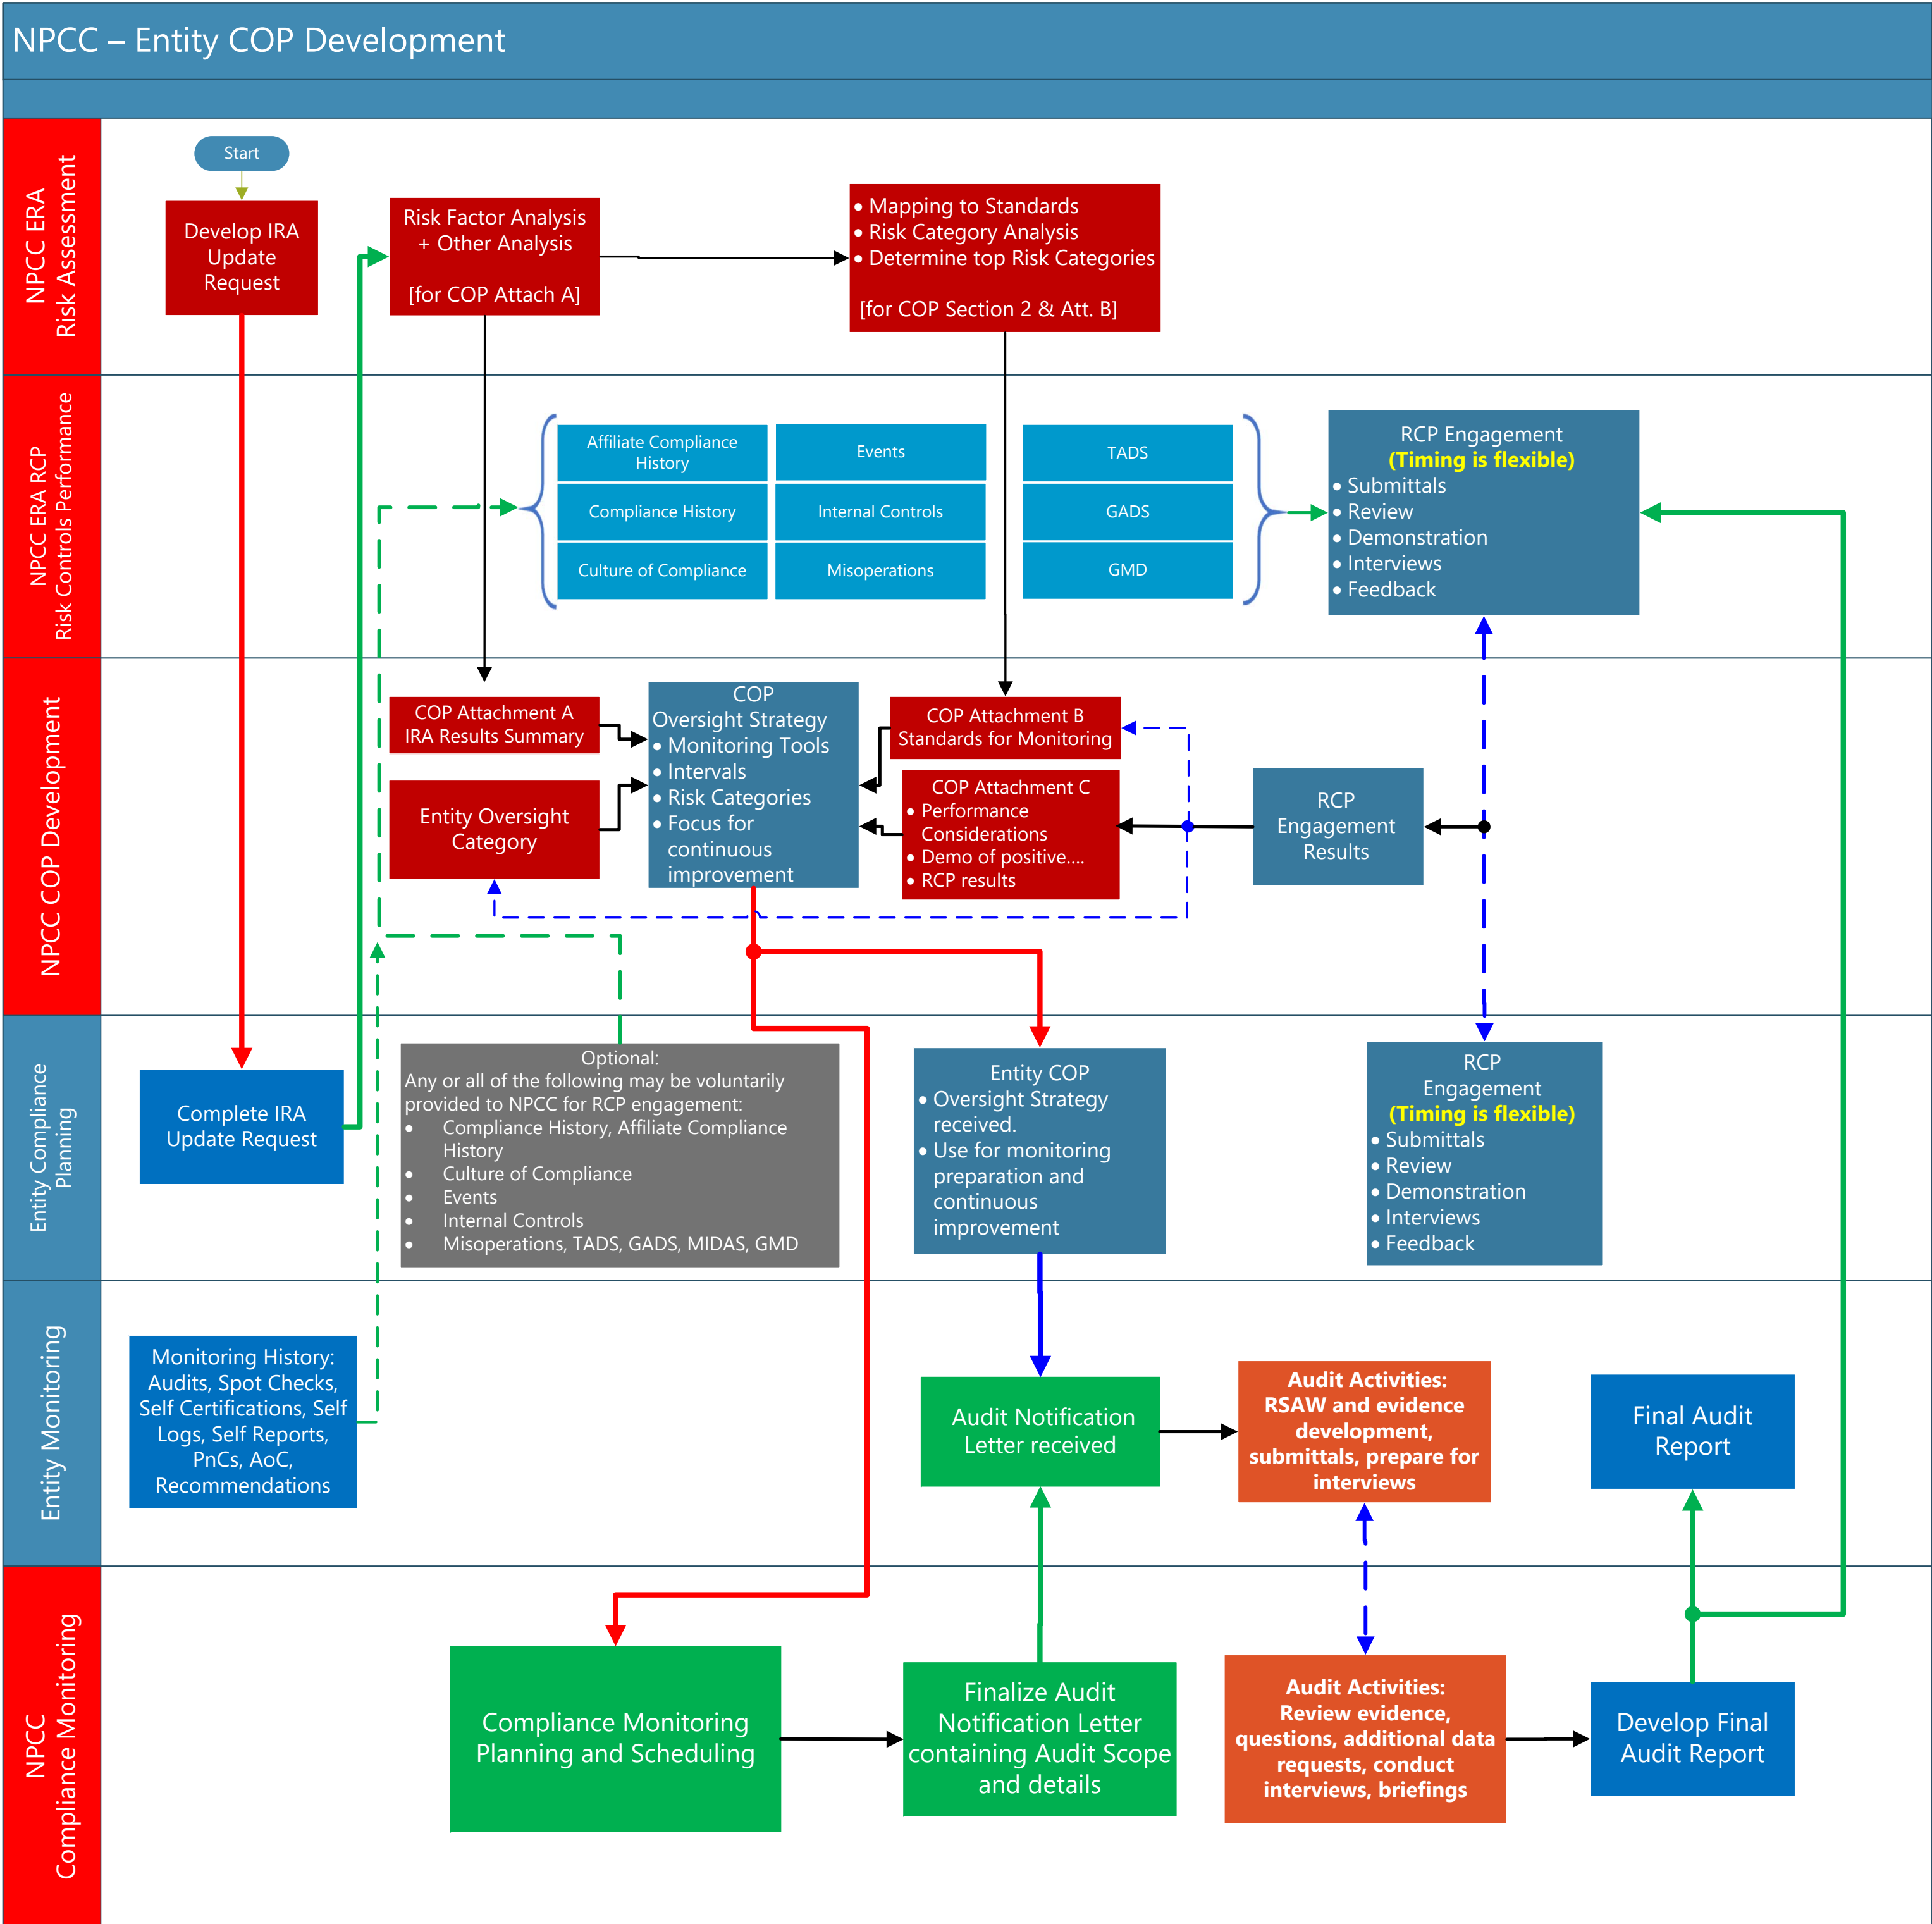 NPCC – Entity COP Development
NPCC ERA
Risk Assessment
Start
Develop IRA
Update
Request
Risk Factor Analysis
+ Other Analysis
[for COP Attach A]
• Mapping to Standards
• Risk Category Analysis
• Determine top Risk Categories
[for COP Section 2 & Att. B]
NPCC ERA RCP
Risk Controls Performance
Affiliate Compliance
History
Events
TADS
Compliance History
Internal Controls
GADS
Culture of Compliance
Misoperations
GMD
RCP Engagement
(Timing is flexible)
• Submittals
• Review
• Demonstration
• Interviews
• Feedback
NPCC COP Development
COP Attachment A
IRA Results Summary
Entity Oversight
Category
COP
Oversight Strategy
• Monitoring Tools
• Intervals
• Risk Categories
• Focus for
continuous
improvement
COP Attachment B
Standards for Monitoring
COP Attachment C
• Performance
Considerations
• Demo of positive....
• RCP results
RCP
Engagement
Results
Entity Compliance
Planning
Complete IRA
Update Request
Optional:
Any or all of the following may be voluntarily
provided to NPCC for RCP engagement:
• Compliance History, Affiliate Compliance
History
• Culture of Compliance
• Events
• Internal Controls
• Misoperations, TADS, GADS, MIDAS, GMD
Entity COP
• Oversight Strategy
received.
• Use for monitoring
preparation and
continuous
improvement
RCP
Engagement
(Timing is flexible)
• Submittals
• Review
• Demonstration
• Interviews
• Feedback
Entity Monitoring
Monitoring History:
Audits, Spot Checks,
Self Certifications, Self
Logs, Self Reports,
PnCs, AoC,
Recommendations
Audit Notification
Letter received
Audit Activities:
RSAW and evidence
development,
submittals, prepare for
interviews
Final Audit
Report
NPCC
Compliance Monitoring
Compliance Monitoring
Planning and Scheduling
Finalize Audit
Notification Letter
containing Audit Scope
and details
Audit Activities:
Review evidence,
questions, additional data
requests, conduct
interviews, briefings
Develop Final
Audit Report